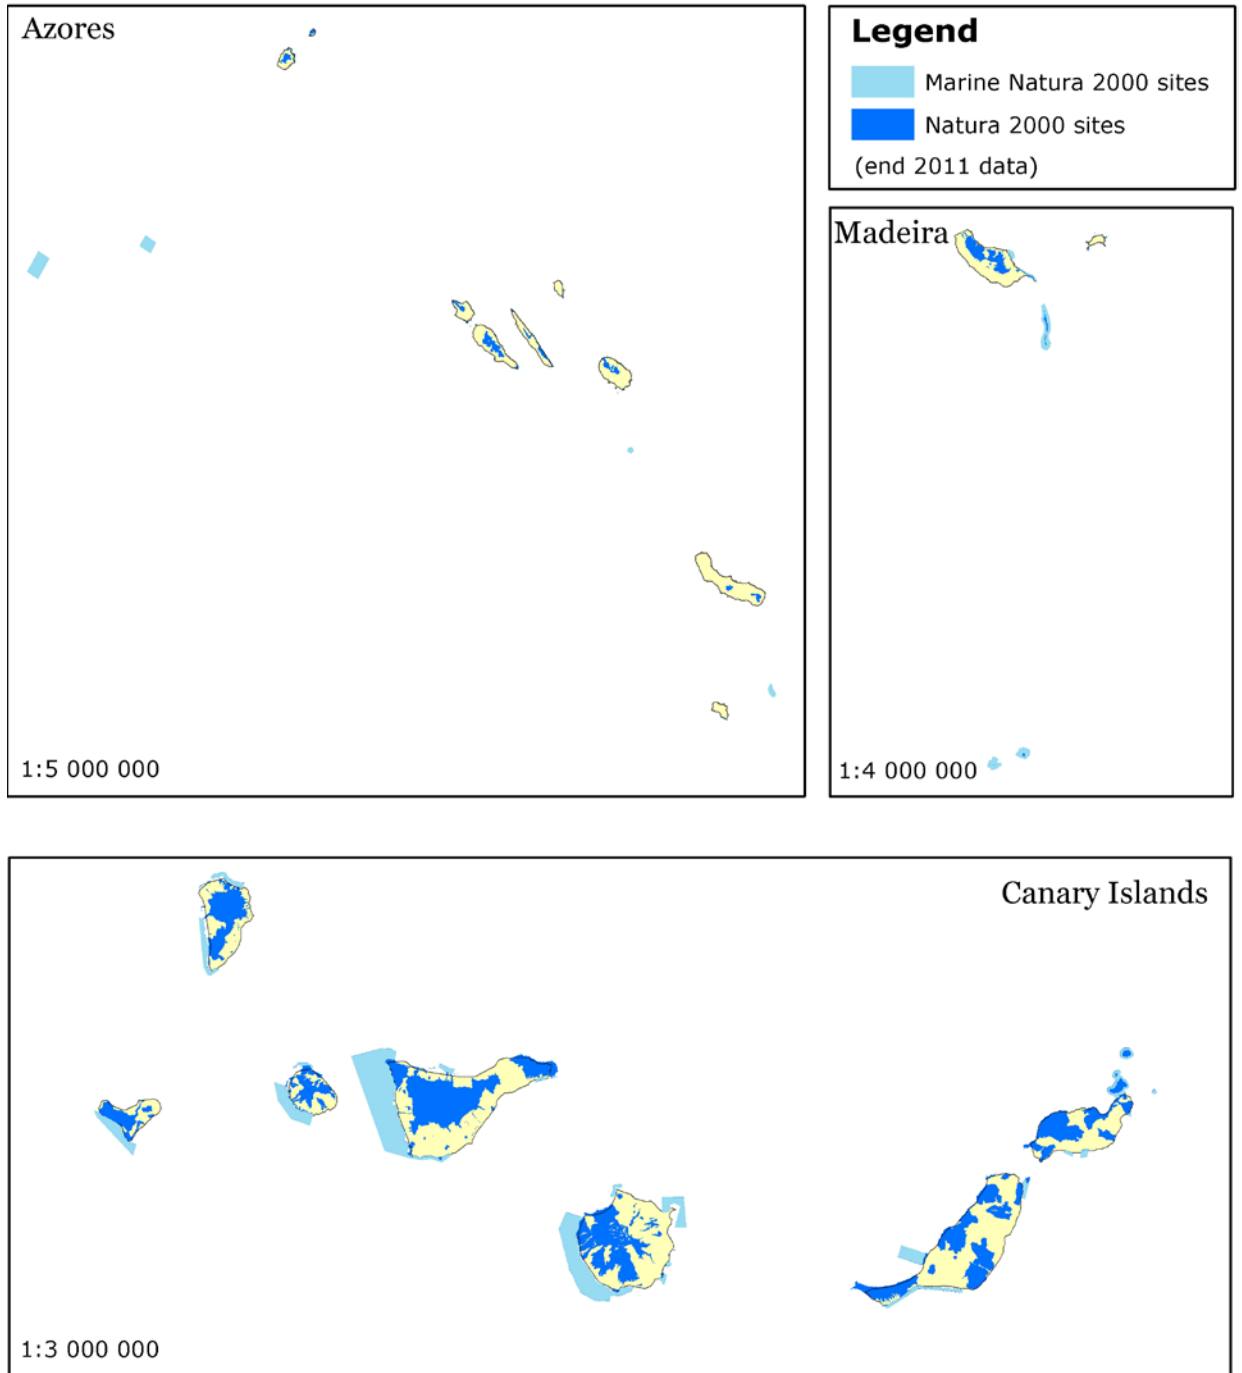 Azores
1:5 000 000
Legend
Marine Natura 2000 sites
Natura 2000 sites
(end 2011 data)
Madeira
1:4 000 000
Canary Islands
1:3 000 000